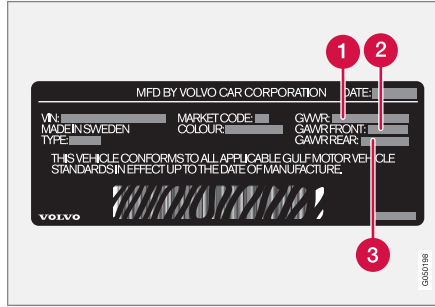 1 2
MFD BY VOLVO CAR CORPORATION DATE:
VIN: MARKET CODE: GVWR:
MADE IN SWEDEN COLOUR: GAWR FRONT:
TYPE: GAWR REAR:
THIS VEHICLE CONFORMS TO ALL APPLICABLE GULF MOTOR VEHICLE
STANDARDS IN EFFECT UP TO THE DATE OF MANUFACTURE.
VOLVO
3
G050198